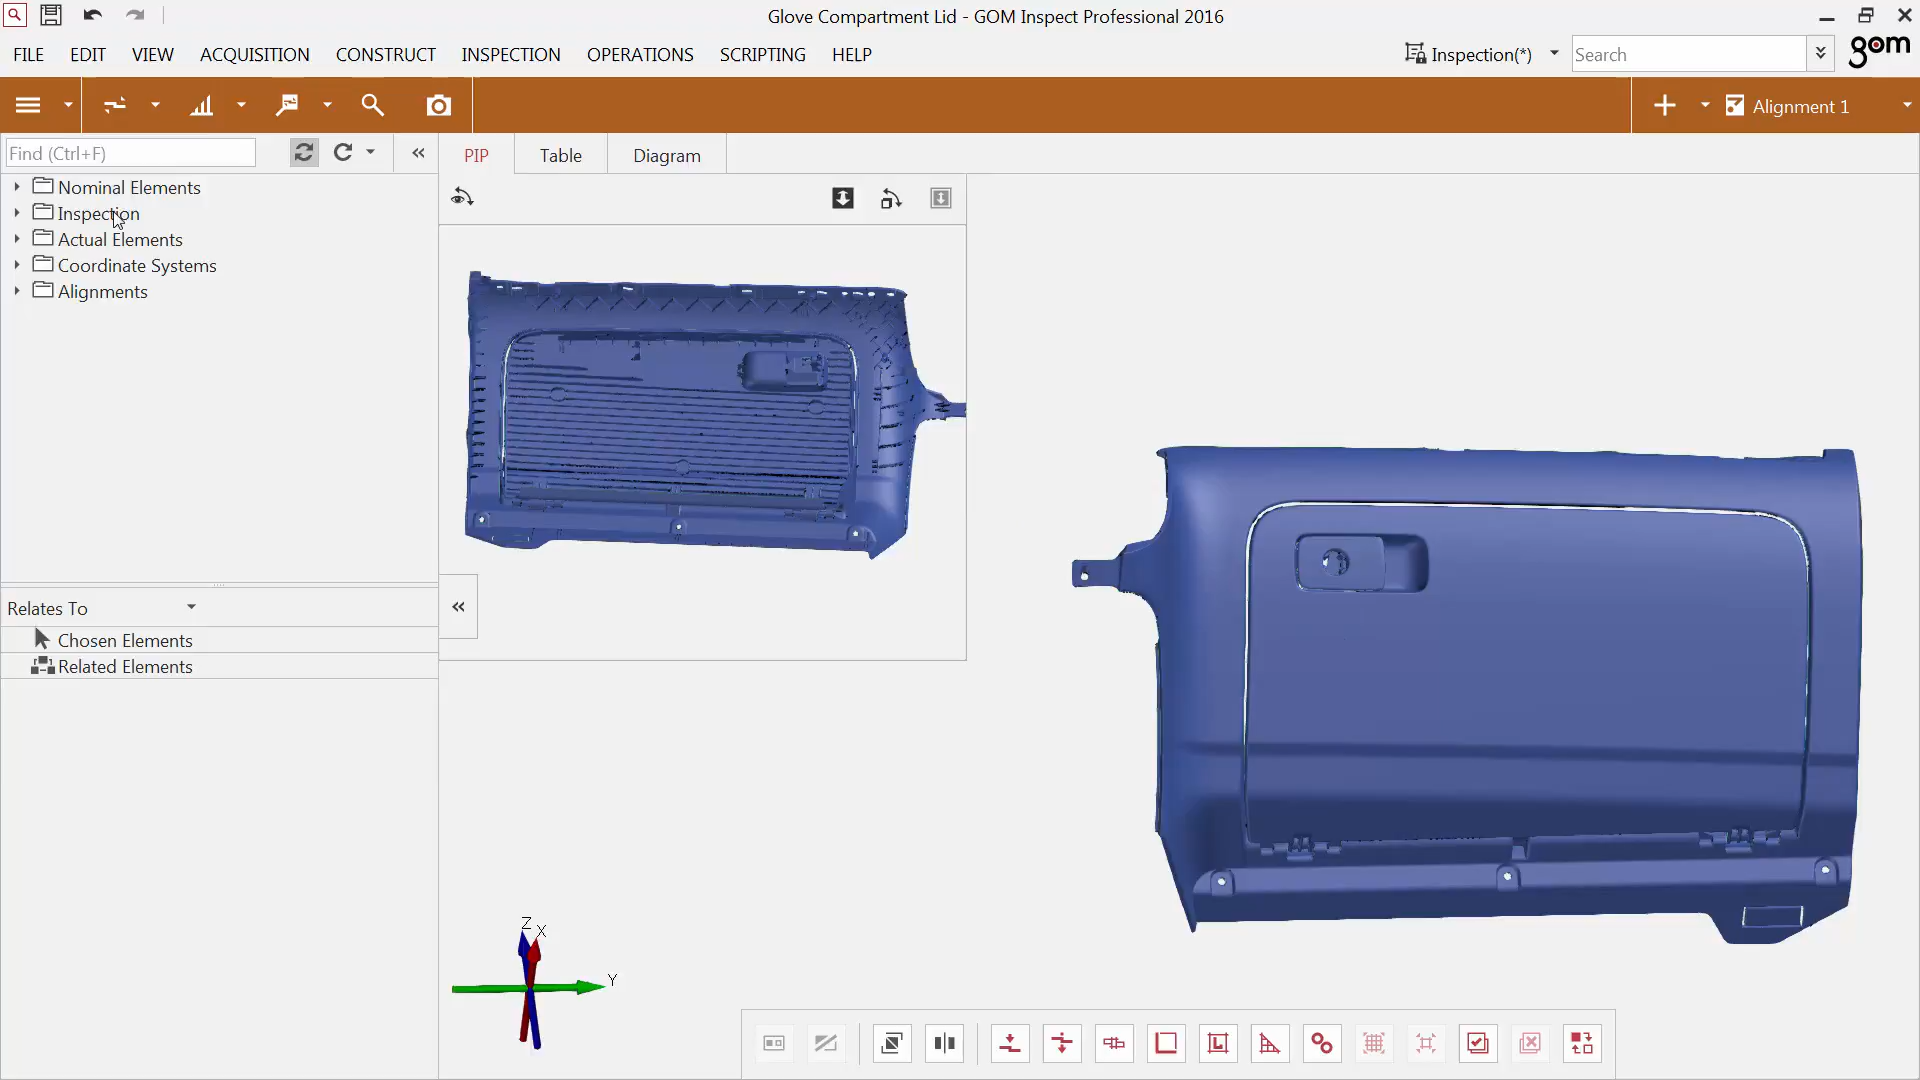 Glove Compartment Lid - GOM Inspect Professional 2016
FILE EDIT VIEW ACQUISITION CONSTRUCT INSPECTION OPERATIONS SCRIPTING HELP
Inspection(*)
Search
gom
Alignment 1
Find (Ctrl+F)
PIP Table Diagram
Nominal Elements
Inspection
Actual Elements
Coordinate Systems
Alignments
Relates To
Chosen Elements
Related Elements
Z
X
Y